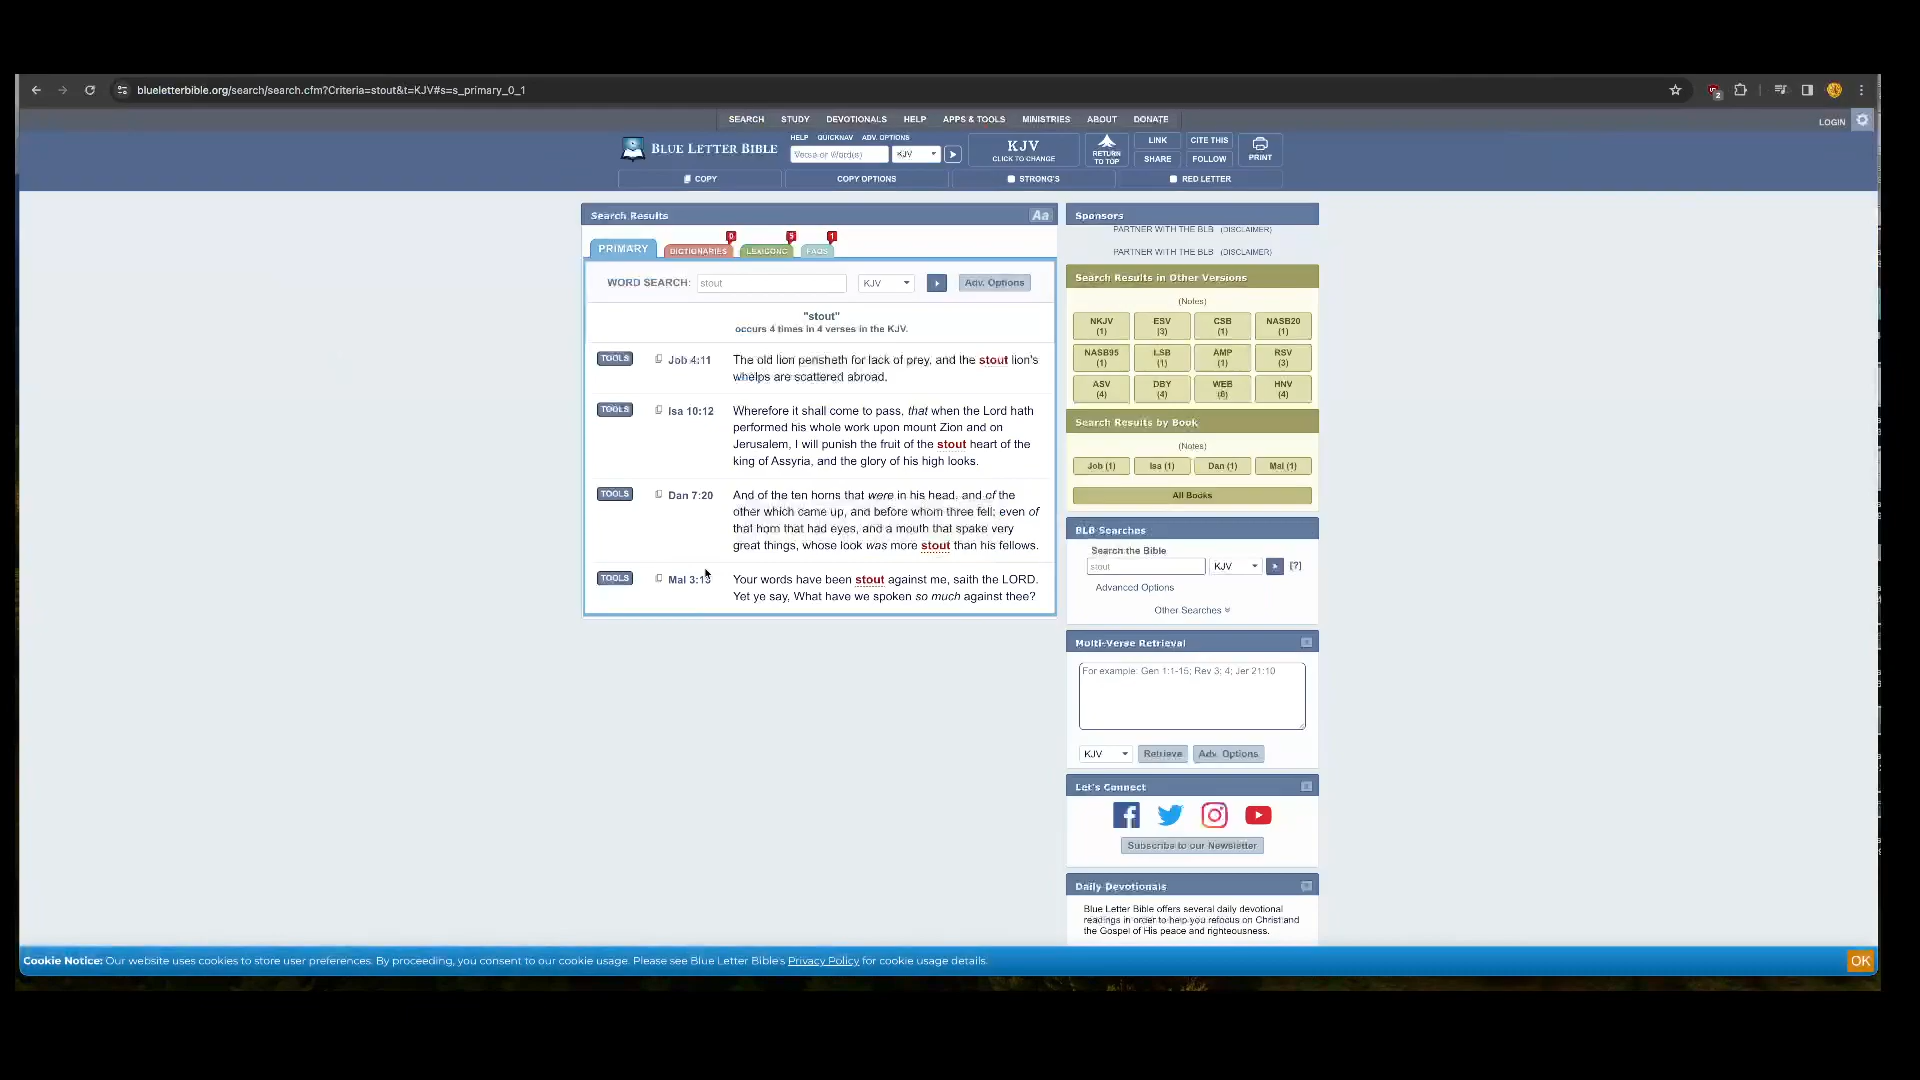 blueletterbible.org/search/search.cfm?Criteria=stout&t=KJV#s=s_primary_0_1
2
SEARCH STUDY DEVOTIONALS HELP APPS & TOOLS MINISTRIES ABOUT DONATE
LOGIN
HELP QUICKNAV ADV. OPTIONS
BLUE LETTER BIBLE
Verse or Word(s) KJV
KJV
CLICK TO CHANGE
RETURN
TO TOP
LINK CITE THIS
SHARE FOLLOW
PRINT
COPY COPY OPTIONS STRONG'S RED LETTER
Search Results Aa
PRIMARY DICTIONARIES 0 LEXICONC 5 FAQS 1
WORD SEARCH: stout KJV Adv. Options
"stout"
occurs 4 times in 4 verses in the KJV.
TOOLS Job 4:11 The old lion perisheth for lack of prey, and the stout lion's
whelps are scattered abroad.
TOOLS Isa 10:12 Wherefore it shall come to pass, that when the Lord hath
performed his whole work upon mount Zion and on
Jerusalem, I will punish the fruit of the stout heart of the
king of Assyria, and the glory of his high looks.
TOOLS Dan 7:20 And of the ten horns that were in his head, and of the
other which came up, and before whom three fell; even of
that horn that had eyes, and a mouth that spake very
great things, whose look was more stout than his fellows.
TOOLS Mal 3:13 Your words have been stout against me, saith the LORD.
Yet ye say, What have we spoken so much against thee?
Sponsors
PARTNER WITH THE BLB (DISCLAIMER)
PARTNER WITH THE BLB (DISCLAIMER)
Search Results in Other Versions
(Notes)
NKJV ESV CSB NASB20
(1) (3) (1) (1)
NASB95 LSB AMP RSV
(1) (1) (1) (3)
ASV DBY WEB HNV
(4) (4) (6) (4)
Search Results by Book
(Notes)
Job (1) Isa (1) Dan (1) Mal (1)
All Books
BLB Searches
Search the Bible
stout KJV [?]
Advanced Options
Other Searches
Multi-Verse Retrieval
For example: Gen 1:1-15; Rev 3; 4; Jer 21:10
KJV Retrieve Adv. Options
Let's Connect
Subscribe to our Newsletter
Daily Devotionals
Blue Letter Bible offers several daily devotional
readings in order to help you refocus on Christ and
the Gospel of His peace and righteousness.
Cookie Notice: Our website uses cookies to store user preferences. By proceeding, you consent to our cookie usage. Please see Blue Letter Bible's Privacy Policy for cookie usage details.
OK